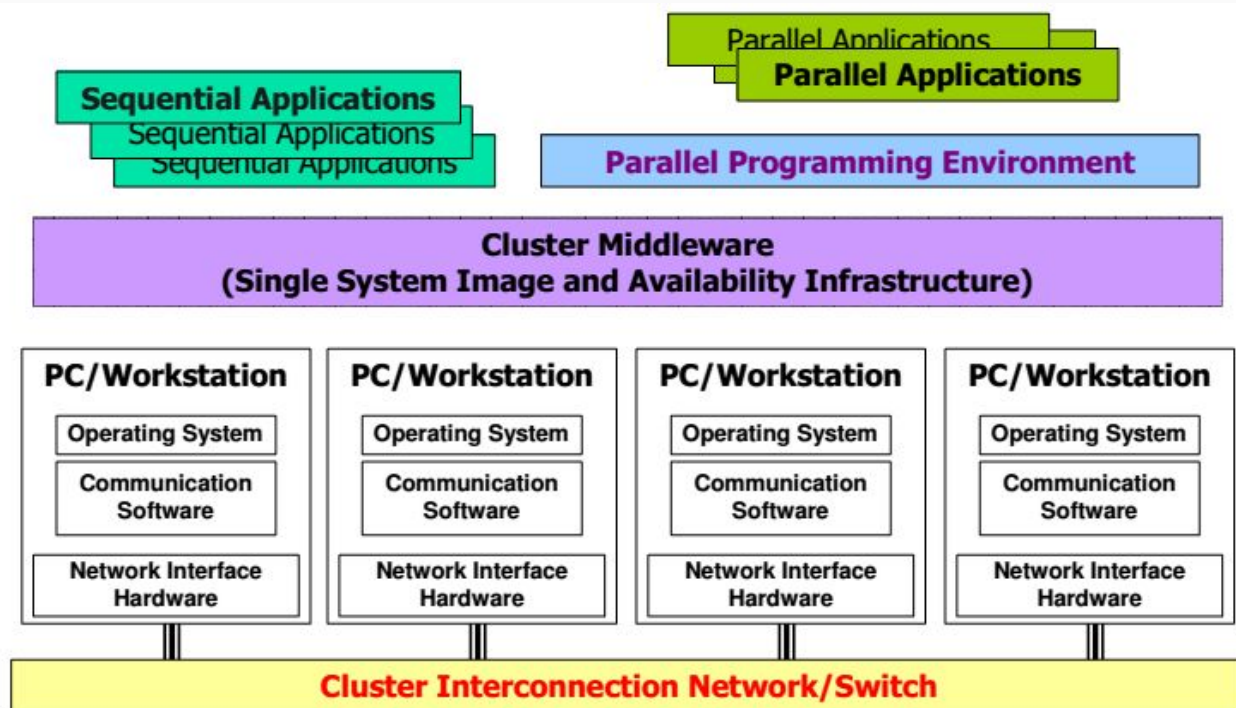 Parallel Applications
Parallel Applications
Sequential Applications
Sequential Applications
Sequential Applications
Parallel Programming Environment
Cluster Middleware
(Single System Image and Availability Infrastructure)
PC/Workstation
Operating System
Communication
Software
Network Interface
Hardware
PC/Workstation
Operating System
Communication
Software
Network Interface
Hardware
PC/Workstation
Operating System
Communication
Software
Network Interface
Hardware
PC/Workstation
Operating System
Communication
Software
Network Interface
Hardware
Cluster Interconnection Network/Switch